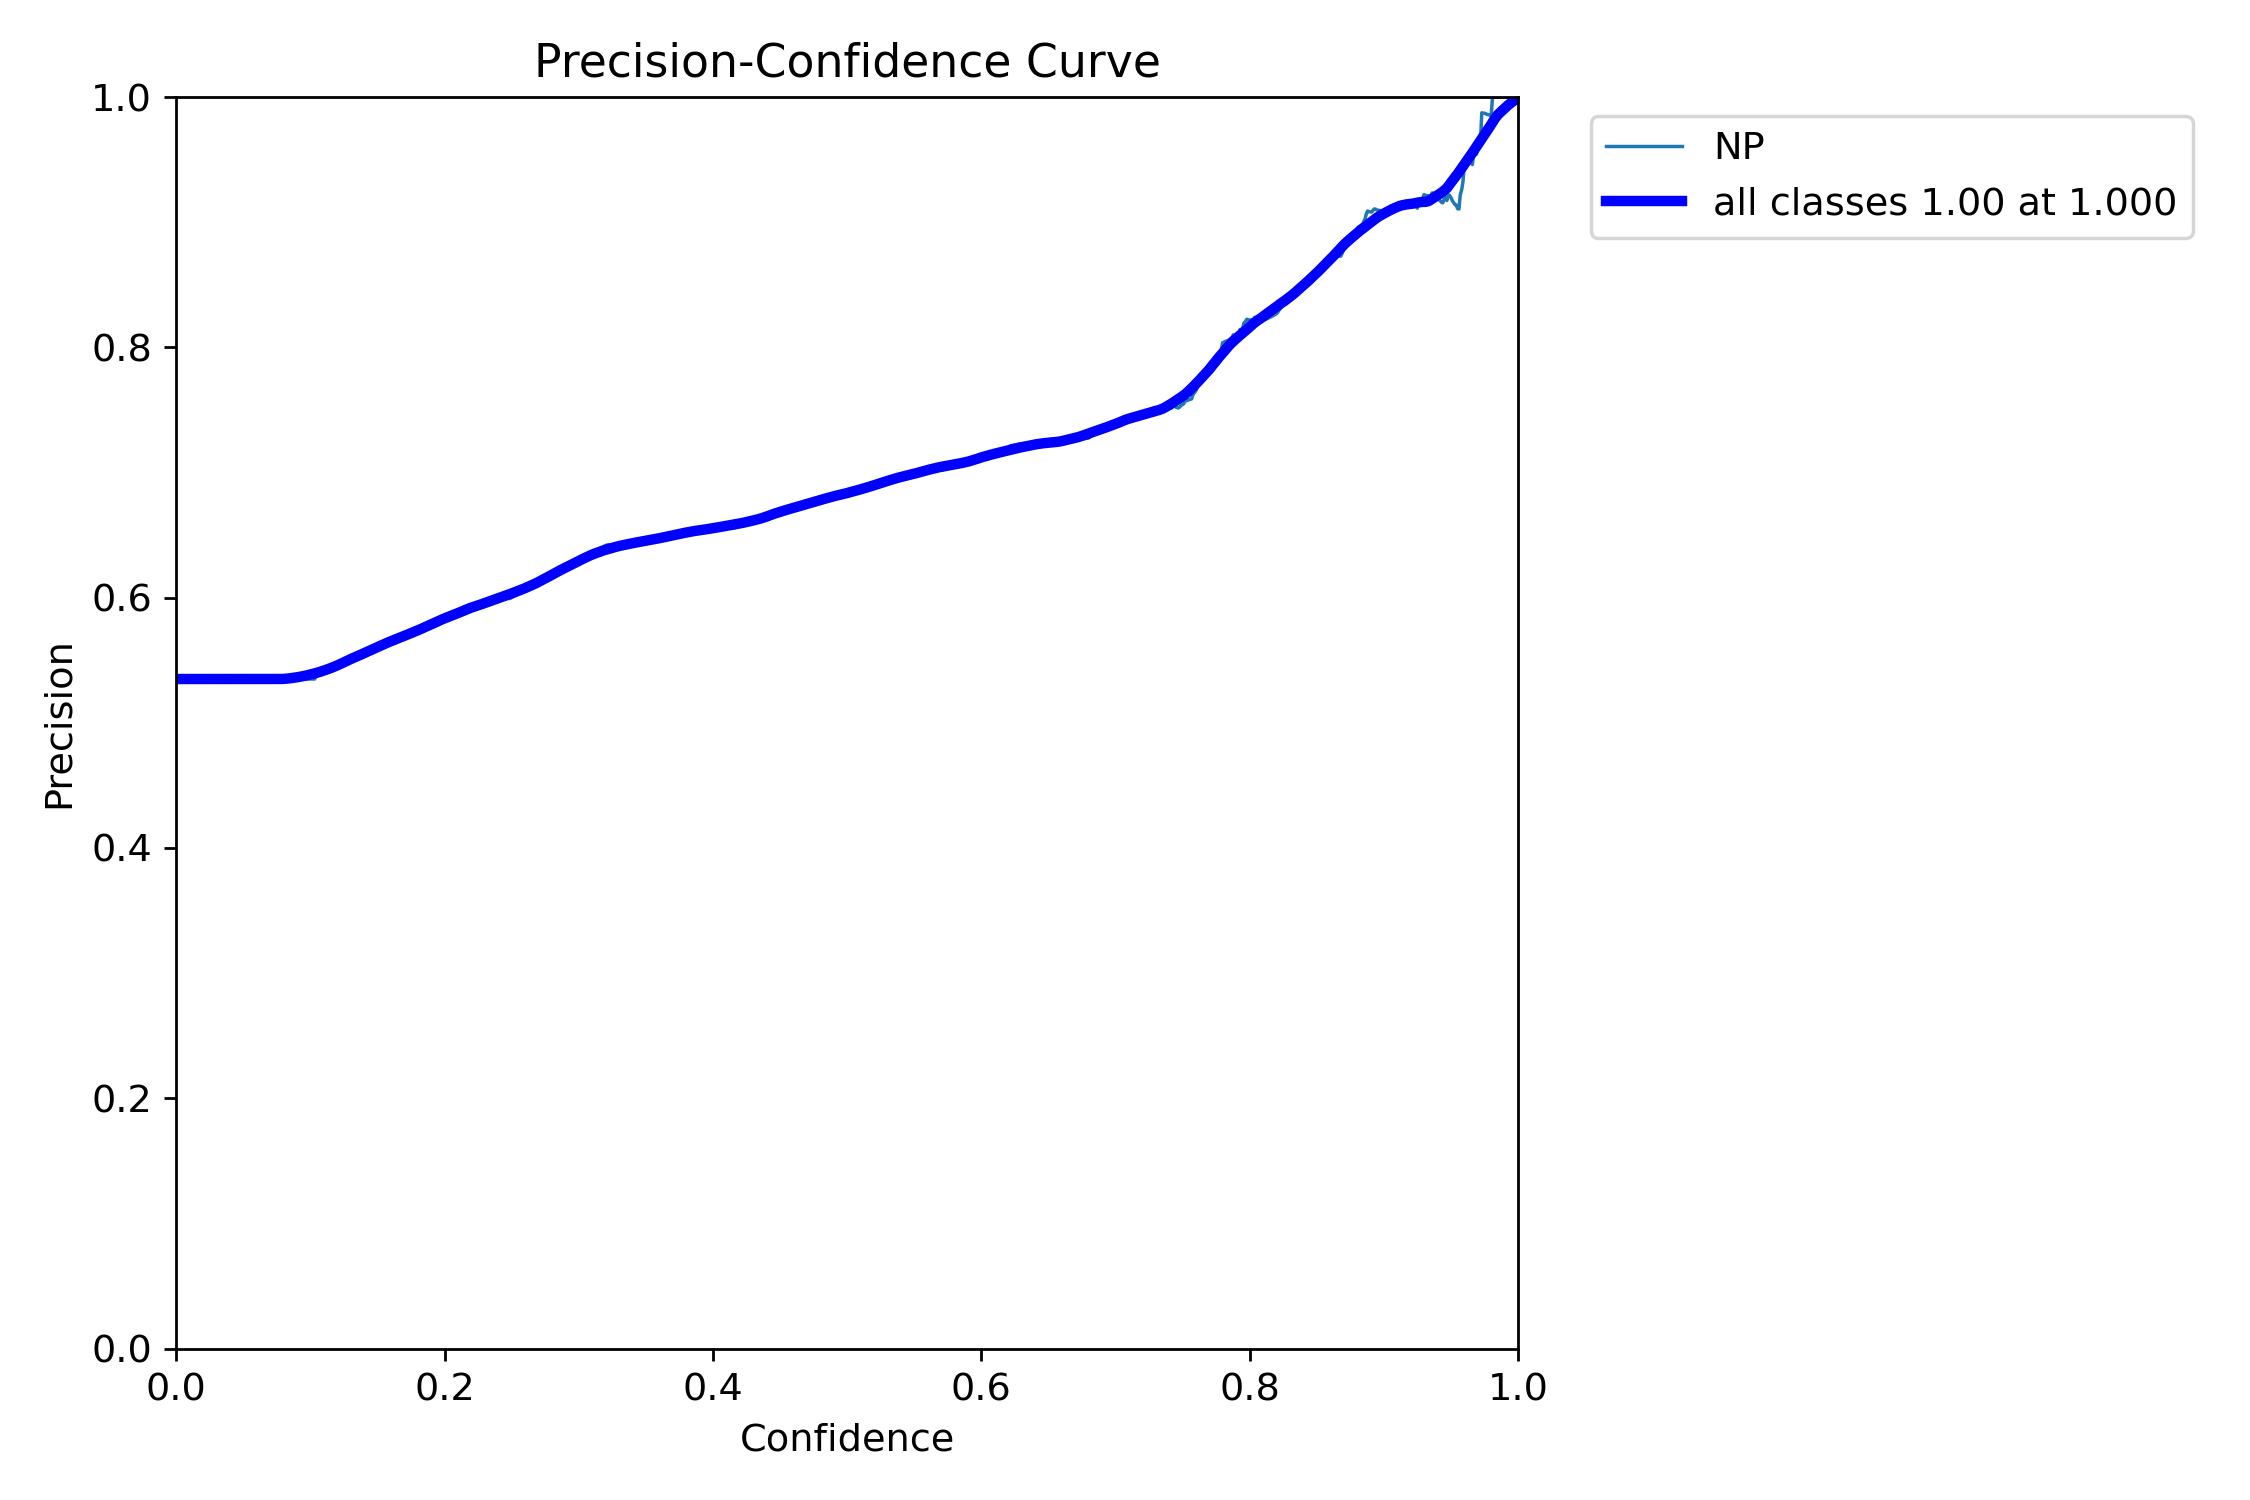 Precision-Confidence Curve
1.0
0.8
0.6
0.4
0.2
0.0
Precision
0.0 0.2 0.4 0.6 0.8 1.0
Confidence
NP
all classes 1.00 at 1.000